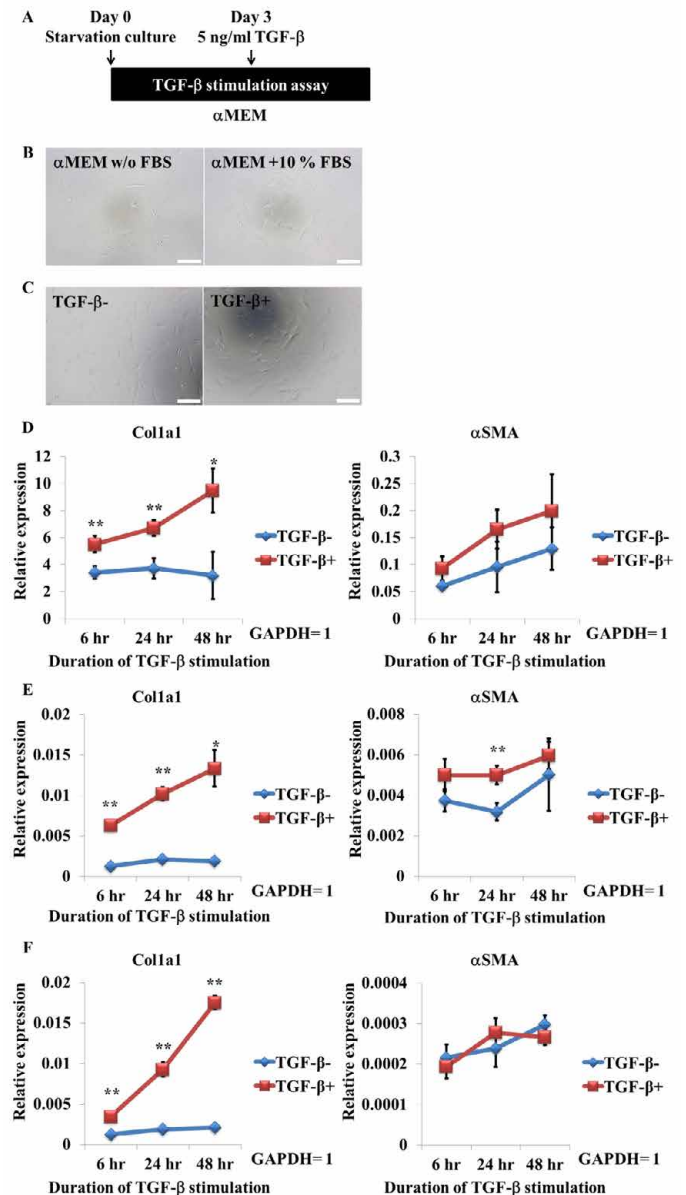 A
Day 0
Starvation culture
Day 3
5 ng/ml TGF-β
TGF-β stimulation assay
αMEM
B
αMEM w/o FBS
αMEM +10 % FBS
C
TGF-β-
TGF-β+
D
Col1a1
Relative expression
12
10
8
6
4
2
0
**
**
*
TGF-β-
TGF-β+
6 hr 24 hr 48 hr
GAPDH= 1
Duration of TGF-β stimulation
αSMA
Relative expression
0.3
0.25
0.2
0.15
0.1
0.05
0
TGF-β-
TGF-β+
6 hr 24 hr 48 hr
GAPDH= 1
Duration of TGF-β stimulation
E
Col1a1
Relative expression
0.02
0.015
0.01
0.005
0
**
**
*
TGF-β-
TGF-β+
6 hr 24 hr 48 hr
GAPDH= 1
Duration of TGF-β stimulation
αSMA
Relative expression
0.008
0.006
0.004
0.002
0
**
TGF-β-
TGF-β+
6 hr 24 hr 48 hr
GAPDH= 1
Duration of TGF-β stimulation
F
Col1a1
Relative expression
0.02
0.015
0.01
0.005
0
**
**
**
TGF-β-
TGF-β+
6 hr 24 hr 48 hr
GAPDH= 1
Duration of TGF-β stimulation
αSMA
Relative expression
0.0004
0.0003
0.0002
0.0001
0
TGF-β-
TGF-β+
6 hr 24 hr 48 hr
GAPDH= 1
Duration of TGF-β stimulation